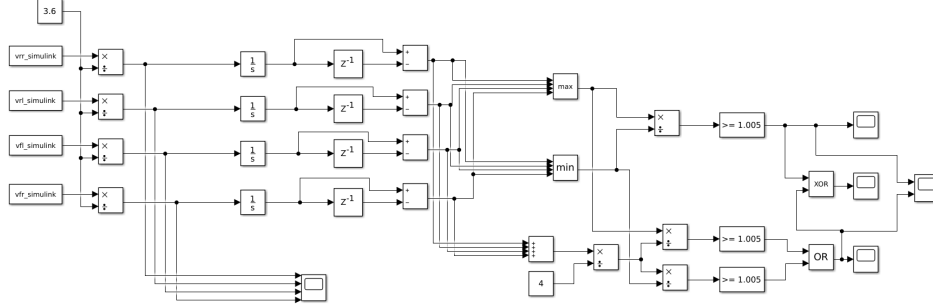 3.6
vrr_simulink
× ÷
1/s
z-1
+ −
vrl_simulink
× ÷
1/s
z-1
+ −
max
vfl_simulink
× ÷
1/s
z-1
+ −
× ÷
>= 1.005
min
vfr_simulink
× ÷
1/s
z-1
+ −
XOR
× ÷
>= 1.005
+ + + +
× ÷
OR
4
× ÷
>= 1.005